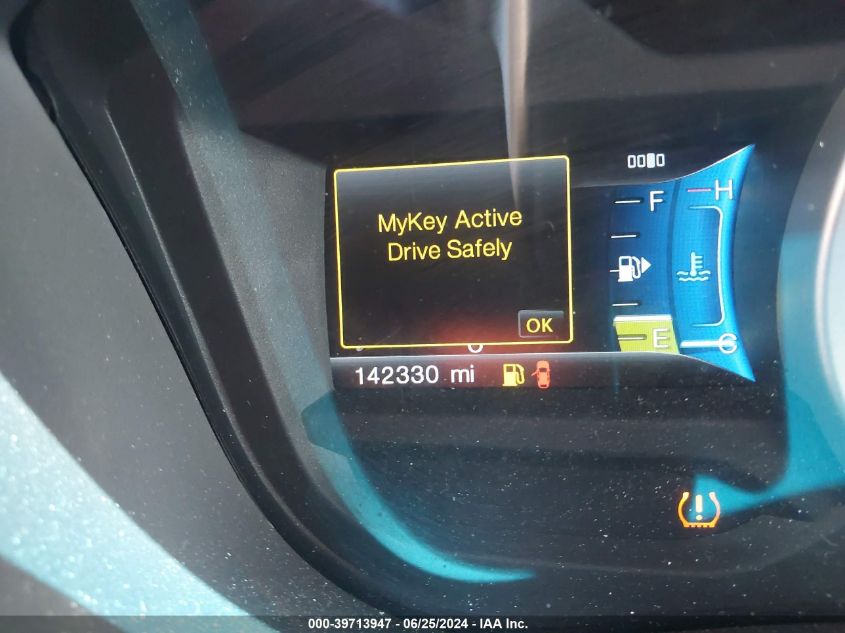 MyKey Active
Drive Safely
OK
F
H
E
C
142330 mi
000-39713947 - 06/25/2024 - IAA Inc.